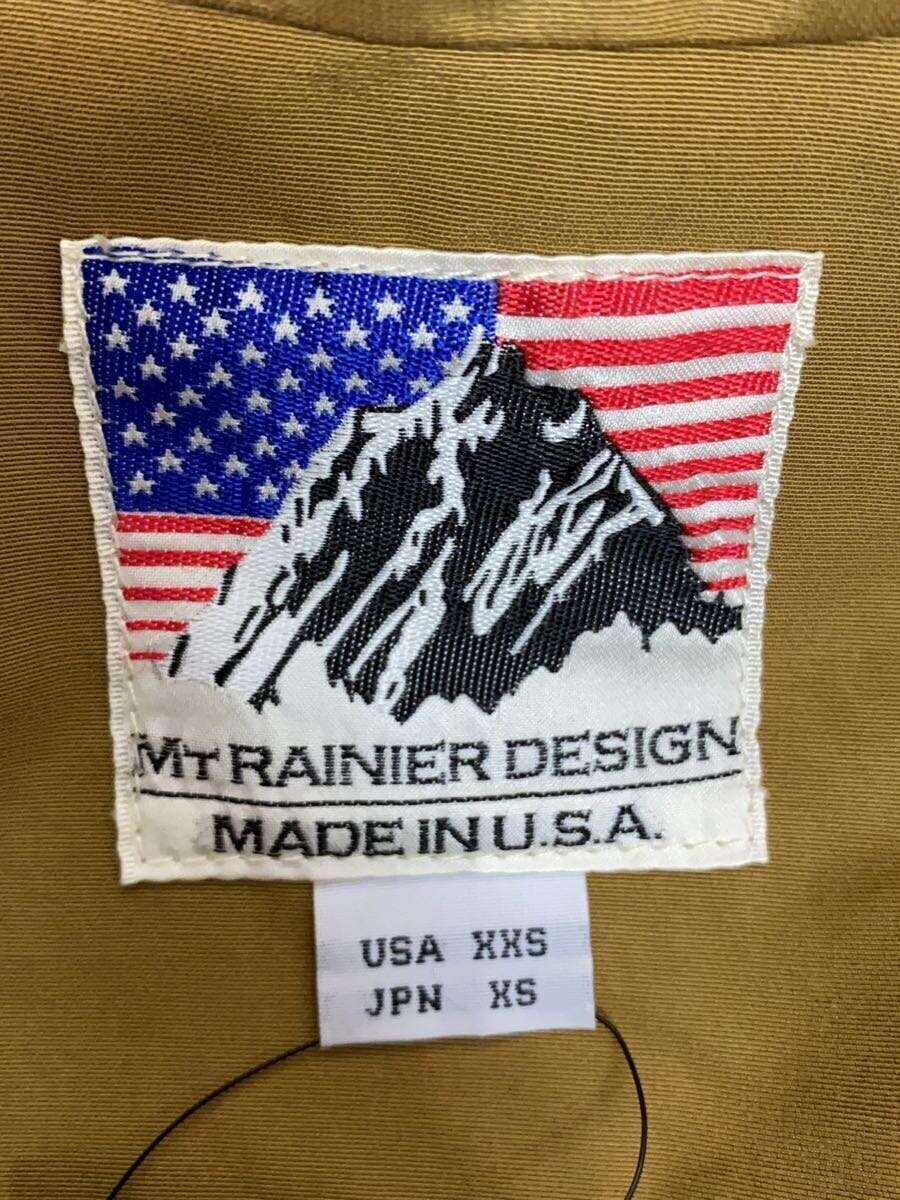 MT RAINIER DESIGN
MADE IN U.S.A.
USA XXS
JPN XS